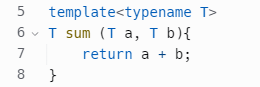 5 template<typename T>
6 T sum (T a, T b){
7     return a + b;
8 }